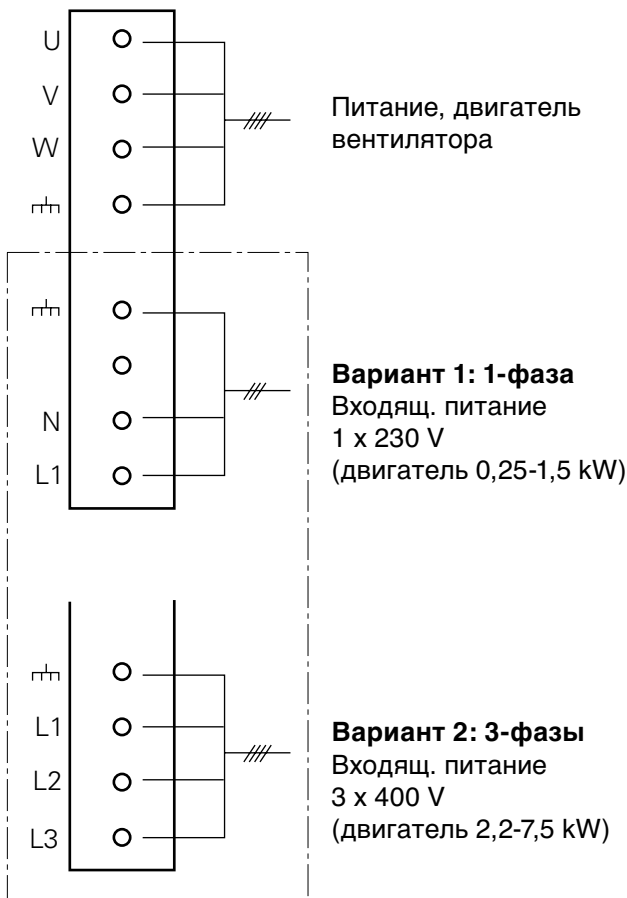 U
V
W
Питание, двигатель
вентилятора
N
L1
Вариант 1: 1-фаза
Входящ. питание
1 x 230 V
(двигатель 0,25-1,5 kW)
L1
L2
L3
Вариант 2: 3-фазы
Входящ. питание
3 x 400 V
(двигатель 2,2-7,5 kW)